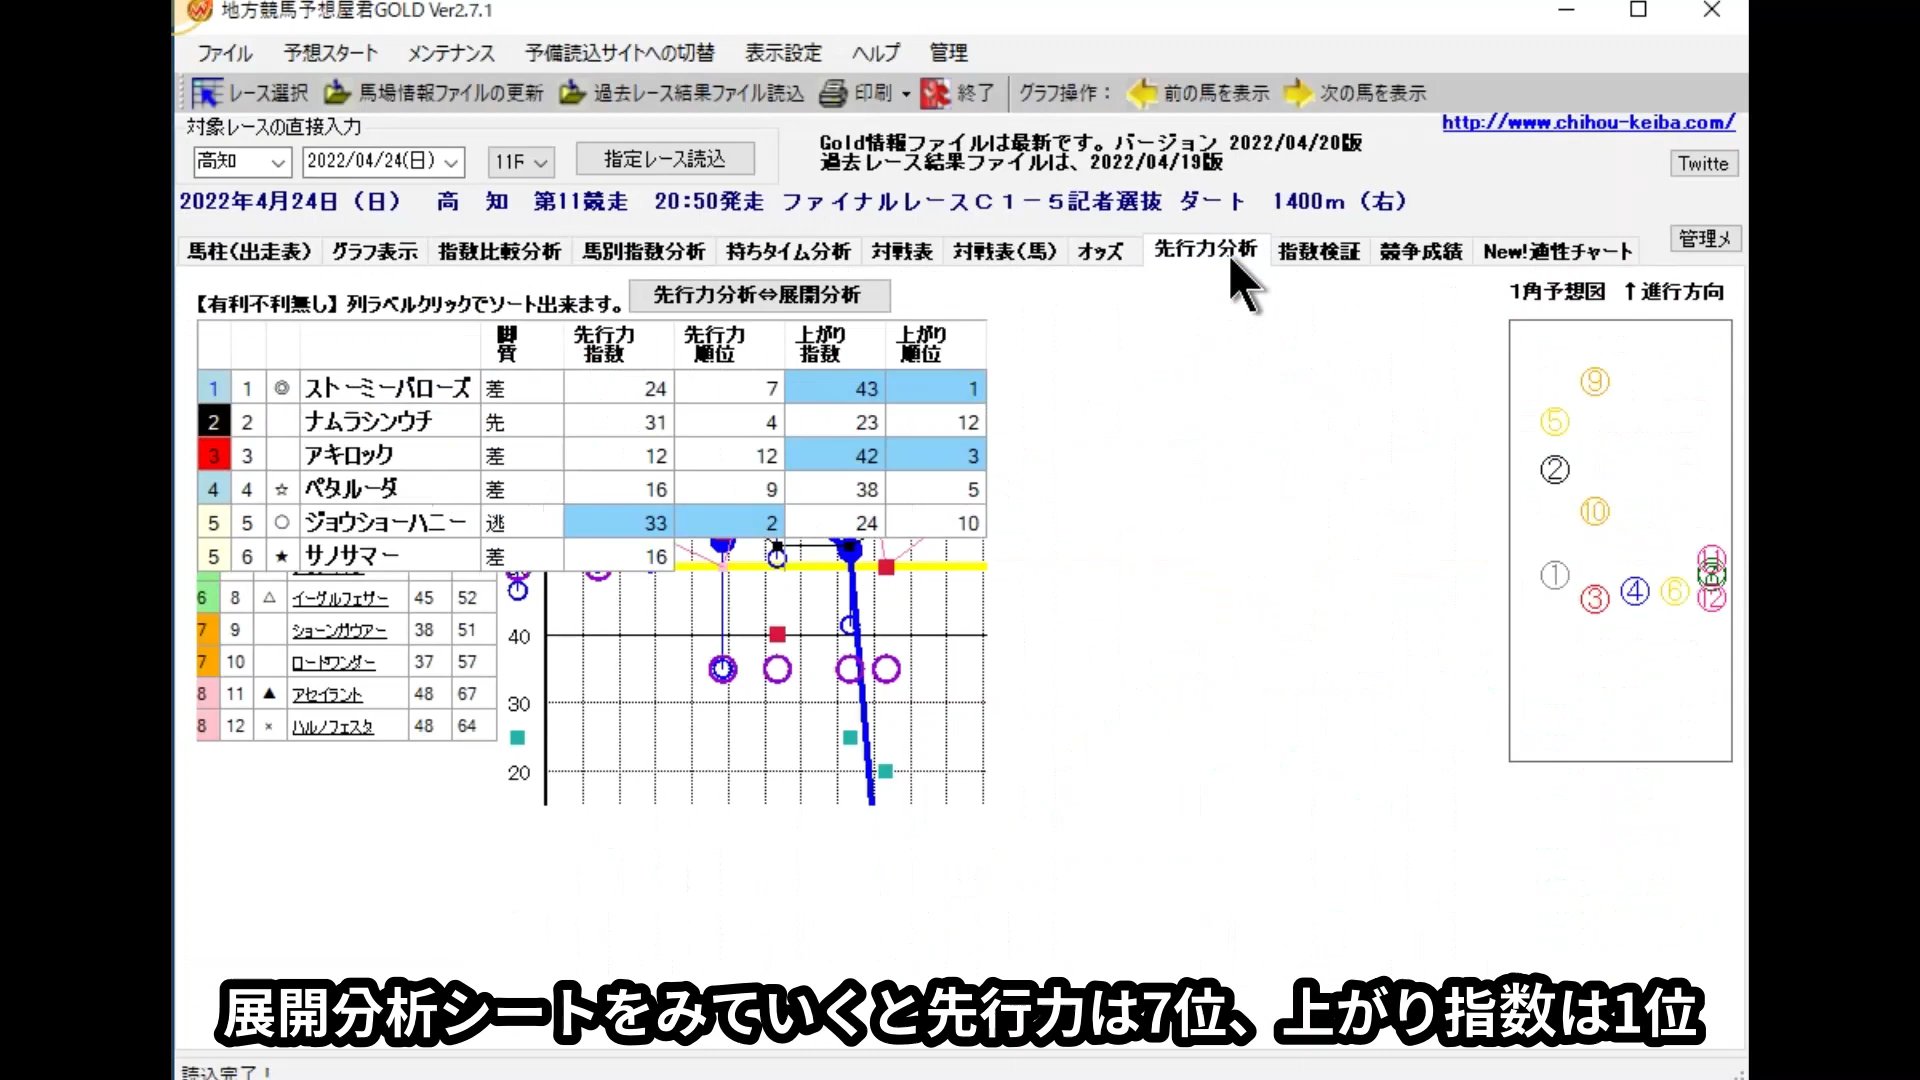 地方競馬予想屋君GOLD Ver2.7.1
ファイル 予想スタート メンテナンス 予備読込サイトへの切替 表示設定 ヘルプ 管理
レース選択 馬場情報ファイルの更新 過去レース結果ファイル読込 印刷 終了 グラフ操作： 前の馬を表示 次の馬を表示
対象レースの直接入力
http://www.chihou-keiba.com/
Gold情報ファイルは最新です。バージョン 2022/04/20版
過去レース結果ファイルは、2022/04/19版
高知 2022/04/24(日) 11F 指定レース読込
Twitte
2022年4月24日（日） 高 知 第11競走 20:50発走 ファイナルレースＣ１－５記者選抜 ダート 1400m（右）
管理メ
馬柱(出走表) グラフ表示 指数比較分析 馬別指数分析 持ちタイム分析 対戦表 対戦表(馬) オッズ 先行力分析 指数検証 競争成績 New!適性チャート
【有利不利無し】列ラベルクリックでソート出来ます。 先行力分析⇔展開分析
1角予想図 ↑進行方向
脚質 先行力指数 先行力順位 上がり指数 上がり順位
1 1 ◎ ストーミーバローズ 差 24 7 43 1
2 2 ナムラシンウチ 先 31 4 23 12
3 3 アキロック 差 12 12 42 3
4 4 ☆ ペタルーダ 差 16 9 38 5
5 5 ○ ジョウショーハニー 逃 33 2 24 10
5 6 ★ サノサマー 差 16
6 8 △ イーグルフェザー 45 52
7 9 ショーンガウアー 38 51
7 10 ロードワンダー 37 57
8 11 ▲ アセイラント 48 67
8 12 × ハルノフェスタ 48 64
40
30
20
⑨
⑤
②
⑩
⑪
①
③ ④ ⑥ ⑫
展開分析シートをみていくと先行力は7位、上がり指数は1位
読込完了！